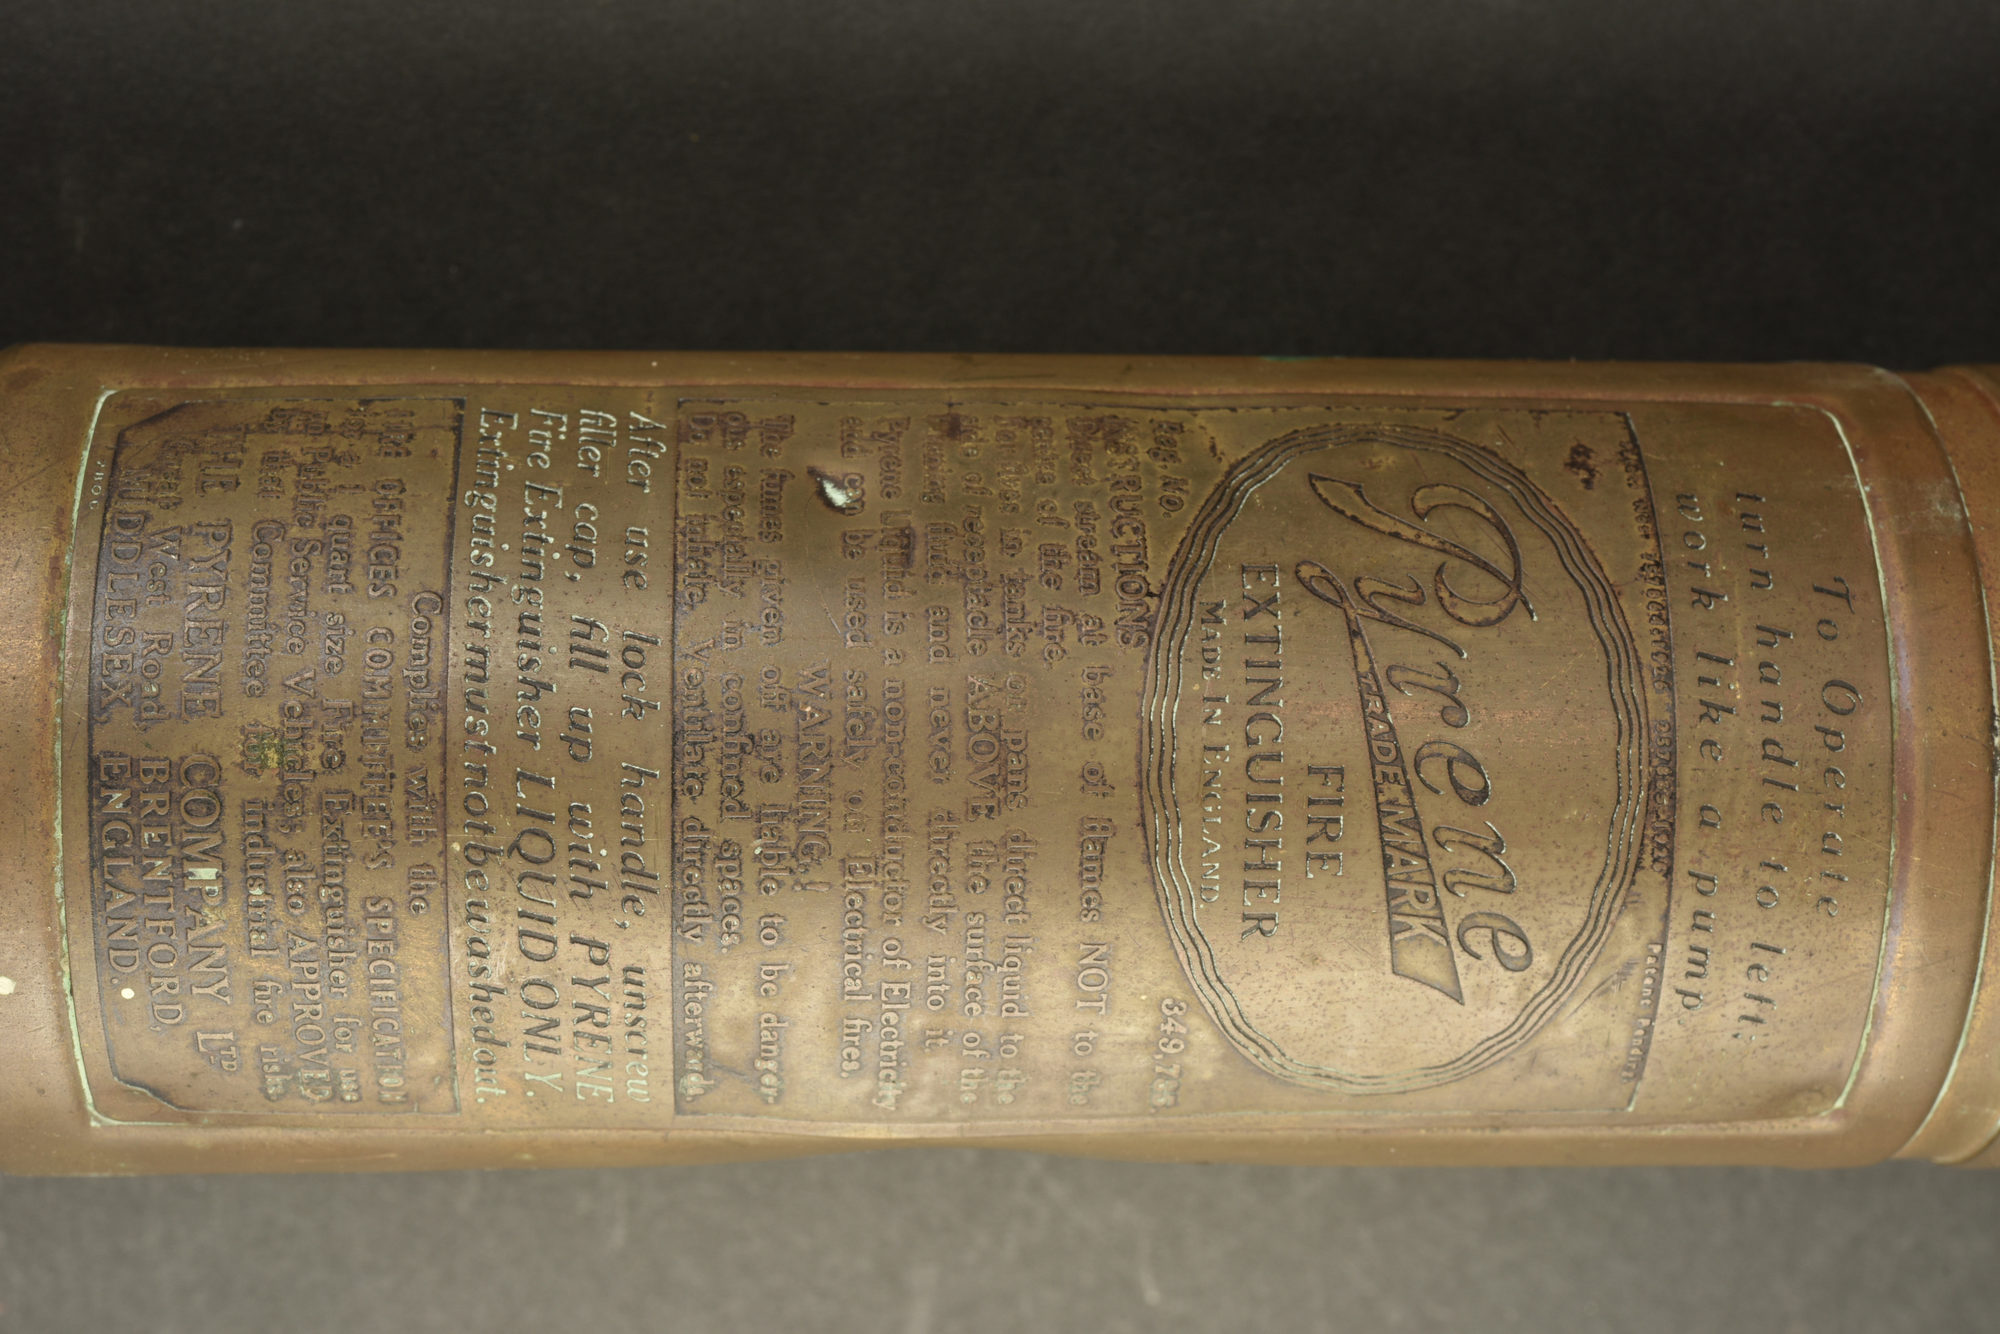 To Operate
turn handle to left;
work like a pump
Pyrene
TRADE MARK
FIRE
EXTINGUISHER
MADE IN ENGLAND
Reg. No. 349,785.
INSTRUCTIONS
Direct stream at base of flames NOT to the
of the fire.
For fires in tanks or pans, direct liquid to the
side of receptacle ABOVE the surface of the
burning fluid and never directly into it
Pyrene Liquid is a non-conductor of Electricity
and can be used safely on Electrical fires.
WARNING!
The fumes given off are liable to be danger-
ous especially in confined spaces.
Do not inhale. Ventilate directly afterwards.
After use lock handle, unscrew
filler cap, fill up with PYRENE
Fire Extinguisher LIQUID ONLY.
Extinguisher must not be washed out.
Complies with the
FIRE OFFICES COMMITTEE'S SPECIFICATION
for a 1 quart size Fire Extinguisher for use
on Public Service Vehicles also APPROVED
by that Committee for industrial fire risks
THE PYRENE COMPANY LTD
Great West Road, BRENTFORD,
MIDDLESEX, ENGLAND.